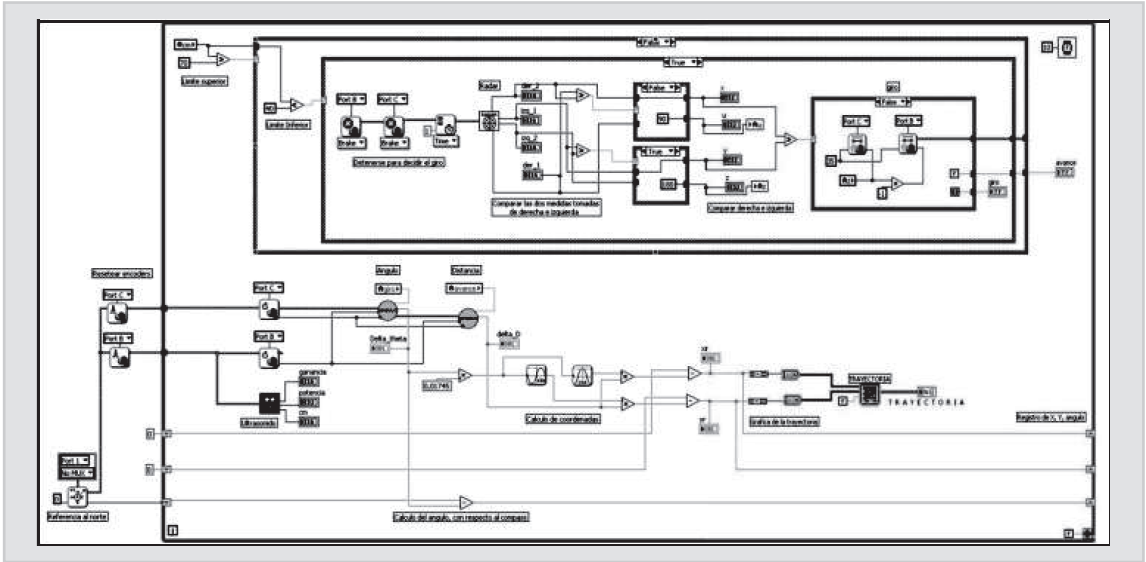 False
True
Limite superior
Limite Inferior
Port B
Port C
Brake
Brake
True
Detenerse para decidir el giro
Radar
der_2
izq_1
izq_2
der_1
Comparar las dos medidas tomadas
de derecha e izquierda
False
True
Comparar derecha e izquierda
giro
False
Port C
Port B
avance
giro
Resetear encoders
Port C
Port B
Port C
Port B
Angulo
giro
Distancia
avance
Delta_theta
delta_D
0.01745
ganancia
potencia
cm
Ultrasonido
Calculo de coordenadas
Grafica de la trayectoria
TRAYECTORIA
TRAYECTORIA
Registro de X, Y, angulo
Port 1
No MUX
Referencia al norte
Calculo del angulo, con respecto al compass